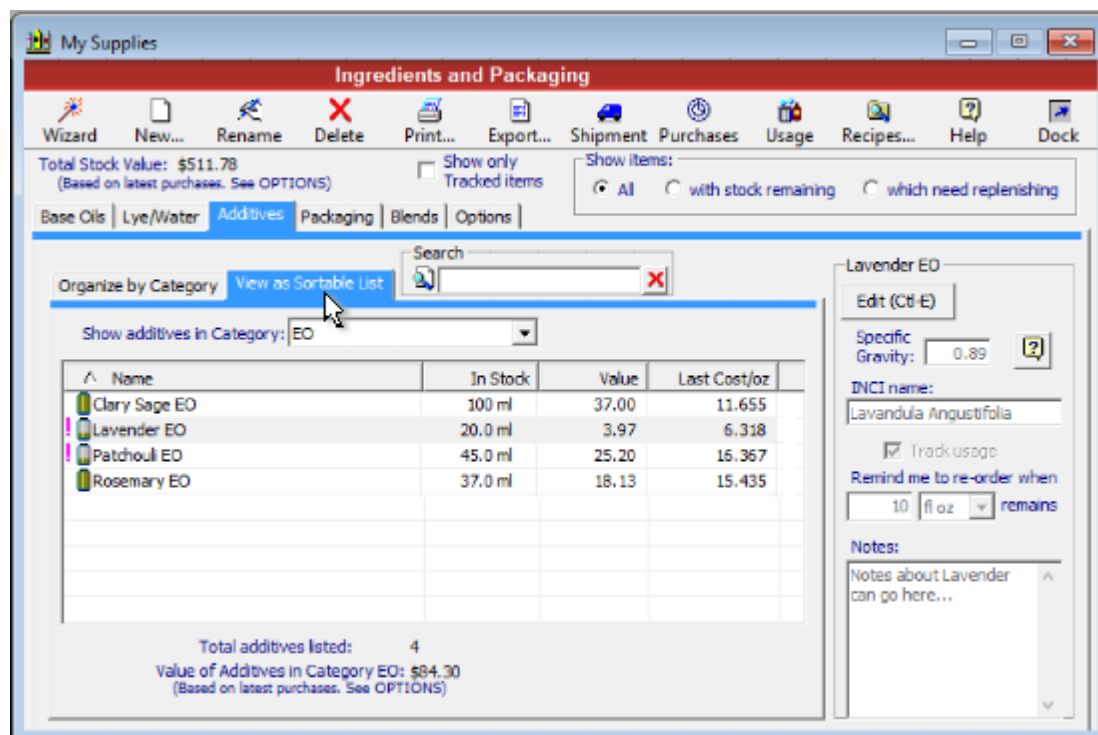 My Supplies
Ingredients and Packaging
Wizard New... Rename Delete Print... Export... Shipment Purchases Usage Recipes... Help Dock
Total Stock Value: $511.78
(Based on latest purchases. See OPTIONS)
Show only
Tracked items
Show items:
All with stock remaining which need replenishing
Base Oils Lye/Water Additives Packaging Blends Options
Search
Organize by Category View as Sortable List
Show additives in Category: EO
Name In Stock Value Last Cost/oz
Clary Sage EO 100 ml 37.00 11.655
! Lavender EO 20.0 ml 3.97 6.318
! Patchouli EO 45.0 ml 25.20 16.367
Rosemary EO 37.0 ml 18.13 15.435
Total additives listed: 4
Value of Additives in Category EO: $84.30
(Based on latest purchases. See OPTIONS)
Lavender EO
Edit (Ctl-E)
Specific
Gravity: 0.89
INCI name:
Lavandula Angustifolia
Track usage
Remind me to re-order when
10 fl oz remains
Notes:
Notes about Lavender
can go here...